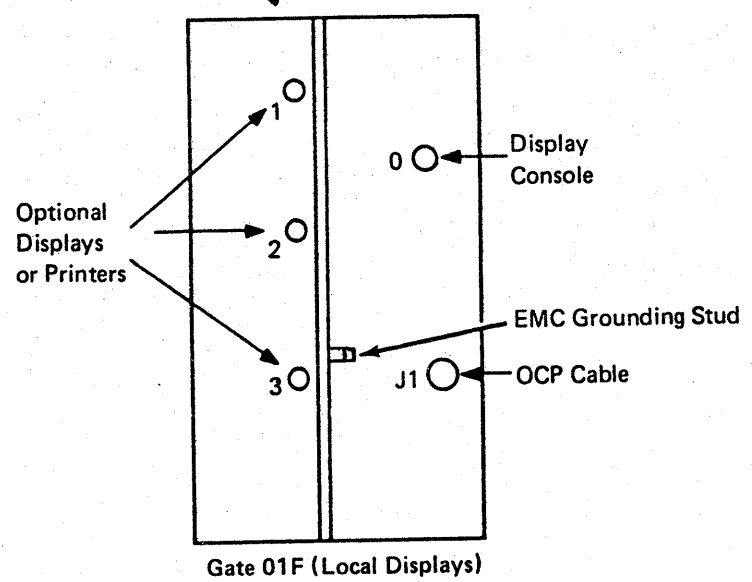 1
0
Display
Console
Optional
Displays
or Printers
2
EMC Grounding Stud
3
J1
OCP Cable
Gate 01F (Local Displays)